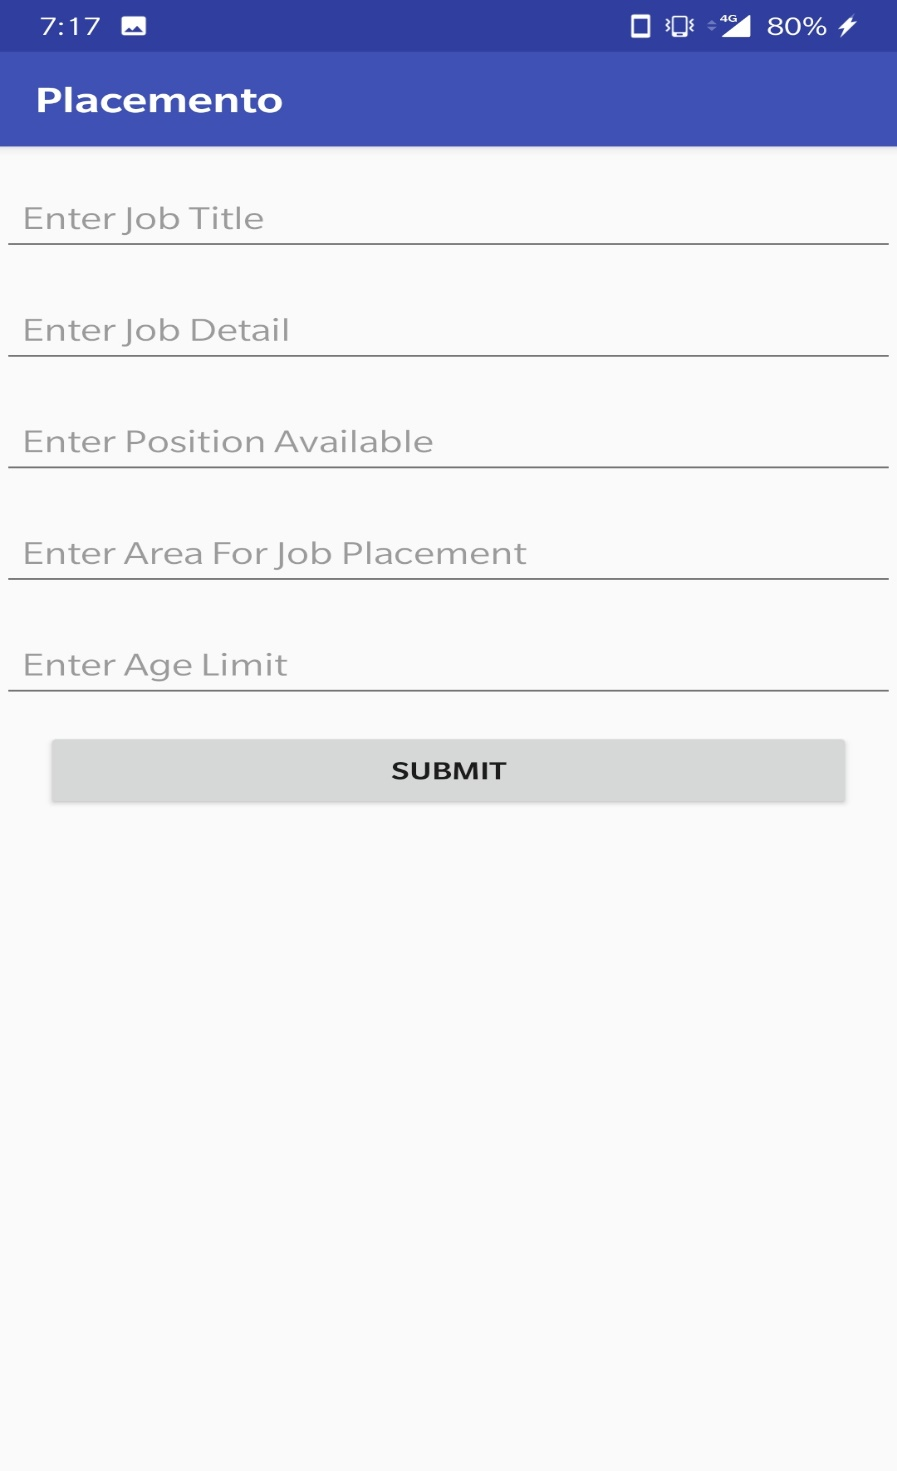 7:17 4G 80%
Placemento
Enter Job Title
Enter Job Detail
Enter Position Available
Enter Area For Job Placement
Enter Age Limit
SUBMIT